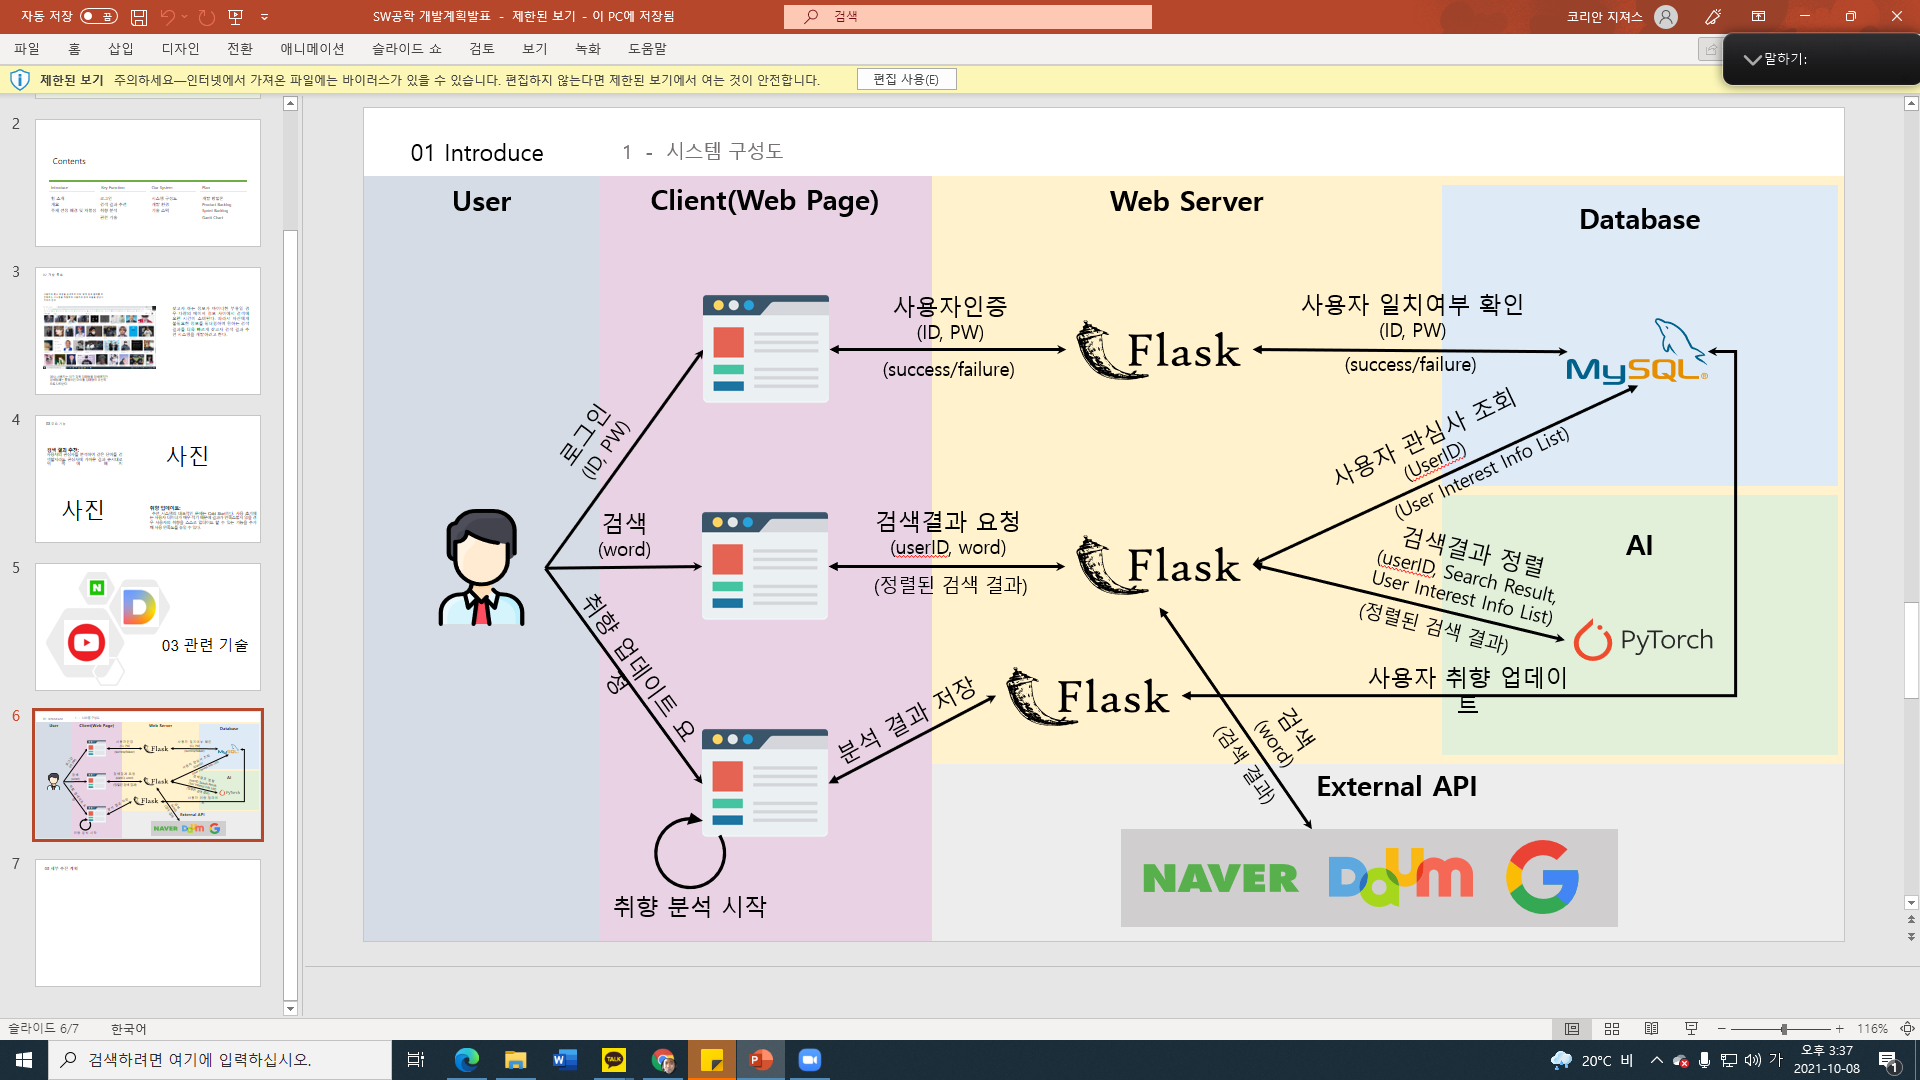 자동 저장 끔
SW공학 개발계획발표 - 제한된 보기 - 이 PC에 저장됨
검색
코리안 지져스
파일 홈 삽입 디자인 전환 애니메이션 슬라이드 쇼 검토 보기 녹화 도움말
말하기:
제한된 보기 주의하세요—인터넷에서 가져온 파일에는 바이러스가 있을 수 있습니다. 편집하지 않는다면 제한된 보기에서 여는 것이 안전합니다.
편집 사용(E)
2
Contents
3
4
사진
사진
5
03 관련 기술
6
7
01 Introduce
1 - 시스템 구성도
User
Client(Web Page)
Web Server
Database
사용자인증
(ID, PW)
(success/failure)
Flask
사용자 일치여부 확인
(ID, PW)
(success/failure)
MySQL
로그인
(ID, PW)
사용자 관심사 조회
(UserID)
(User Interest Info List)
검색
(word)
검색결과 요청
(userID, word)
(정렬된 검색 결과)
Flask
검색결과 정렬
(userID, Search Result,
User Interest Info List)
(정렬된 검색 결과)
AI
PyTorch
취향 업데이트 요
성
분석 결과 저장
Flask
사용자 취향 업데이
트
검색
(word)
(검색 결과)
취향 분석 시작
External API
NAVER
Daum
G
슬라이드 6/7
한국어
116%
검색하려면 여기에 입력하십시오.
20°C 비
가
오후 3:37
2021-10-08
1